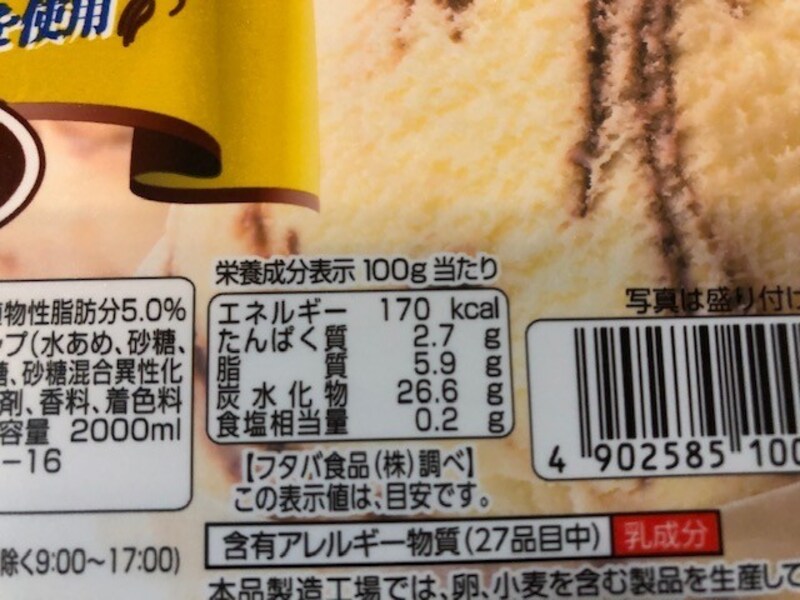 を使用
栄養成分表示 100g当たり
エネルギー 170 kcal
たんぱく質 2.7 g
脂質 5.9 g
炭水化物 26.6 g
食塩相当量 0.2 g
【フタバ食品(株)調べ】
この表示値は、目安です。
物性脂肪分5.0%
ップ(水あめ、砂糖、
、砂糖混合異性化
剤、香料、着色料
容量 2000ml
-16
除く9:00〜17:00)
写真は盛り付け
4 902585 100
含有アレルギー物質(27品目中) 乳成分
本品製造工場では、卵、小麦を含む製品を生産して